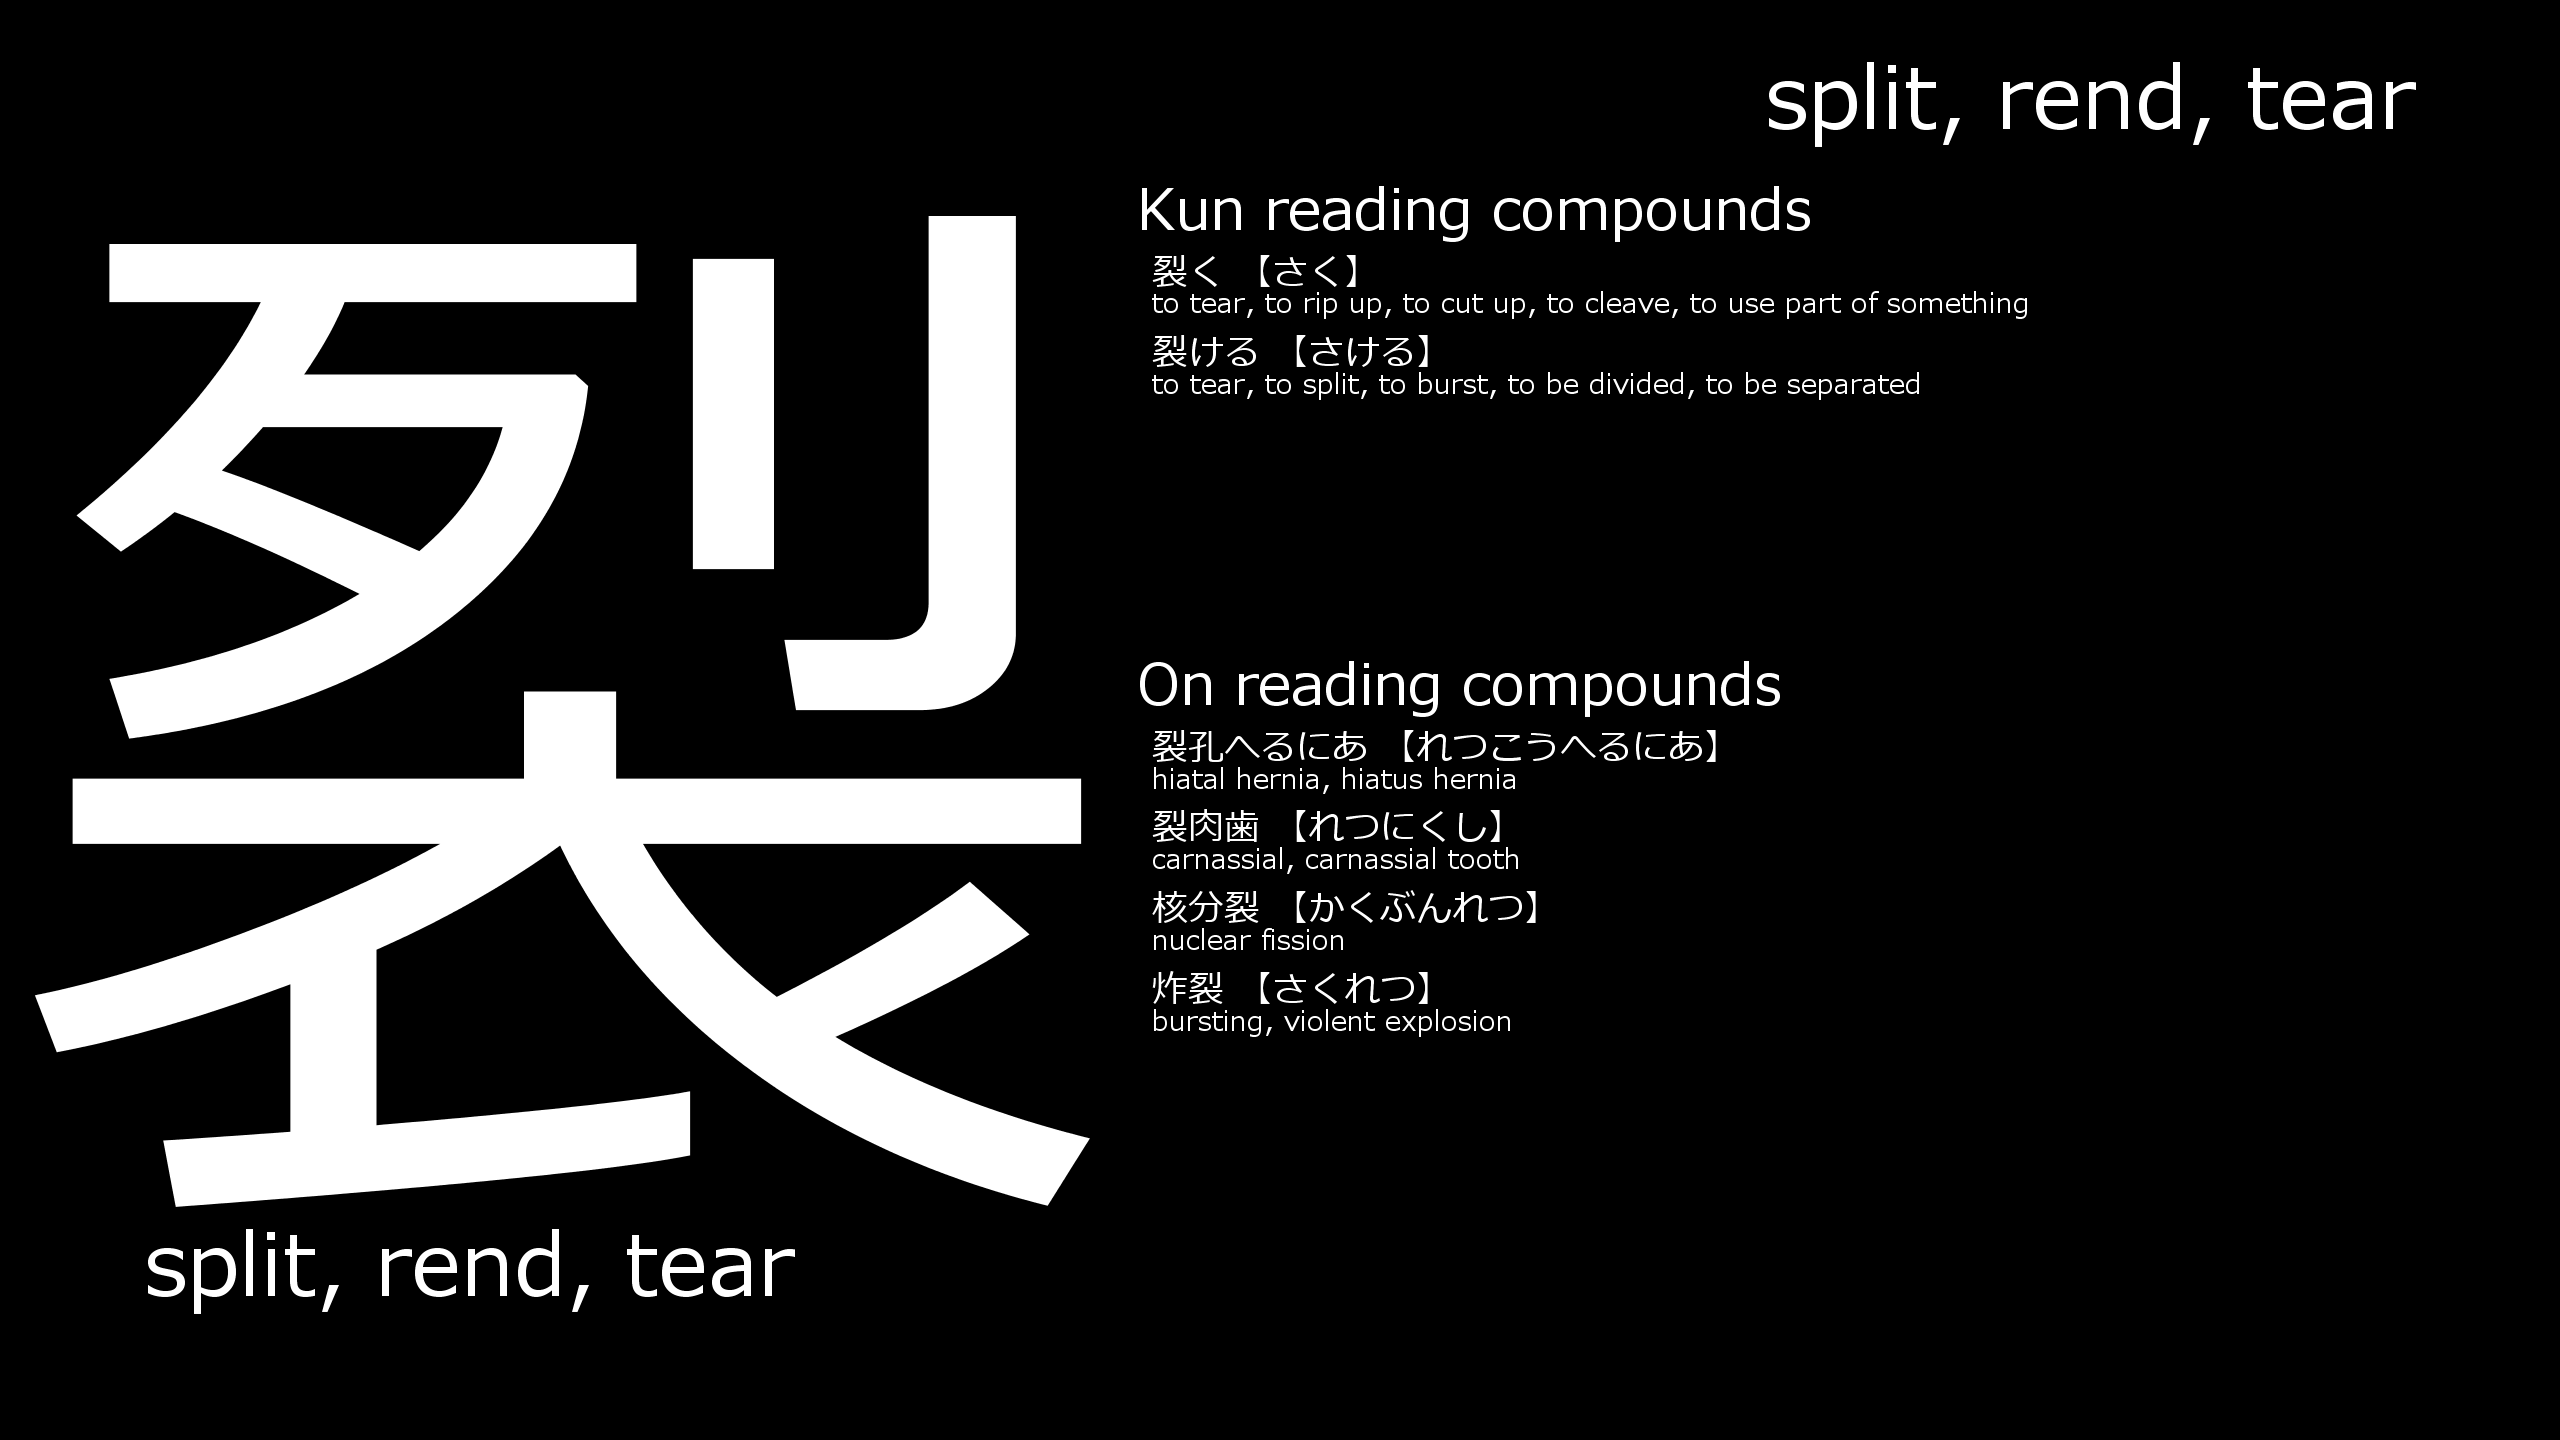 split, rend, tear
裂
split, rend, tear
Kun reading compounds
裂く 【さく】
to tear, to rip up, to cut up, to cleave, to use part of something
裂ける 【さける】
to tear, to split, to burst, to be divided, to be separated
On reading compounds
裂孔へるにあ 【れつこうへるにあ】
hiatal hernia, hiatus hernia
裂肉歯 【れつにくし】
carnassial, carnassial tooth
核分裂 【かくぶんれつ】
nuclear fission
炸裂 【さくれつ】
bursting, violent explosion